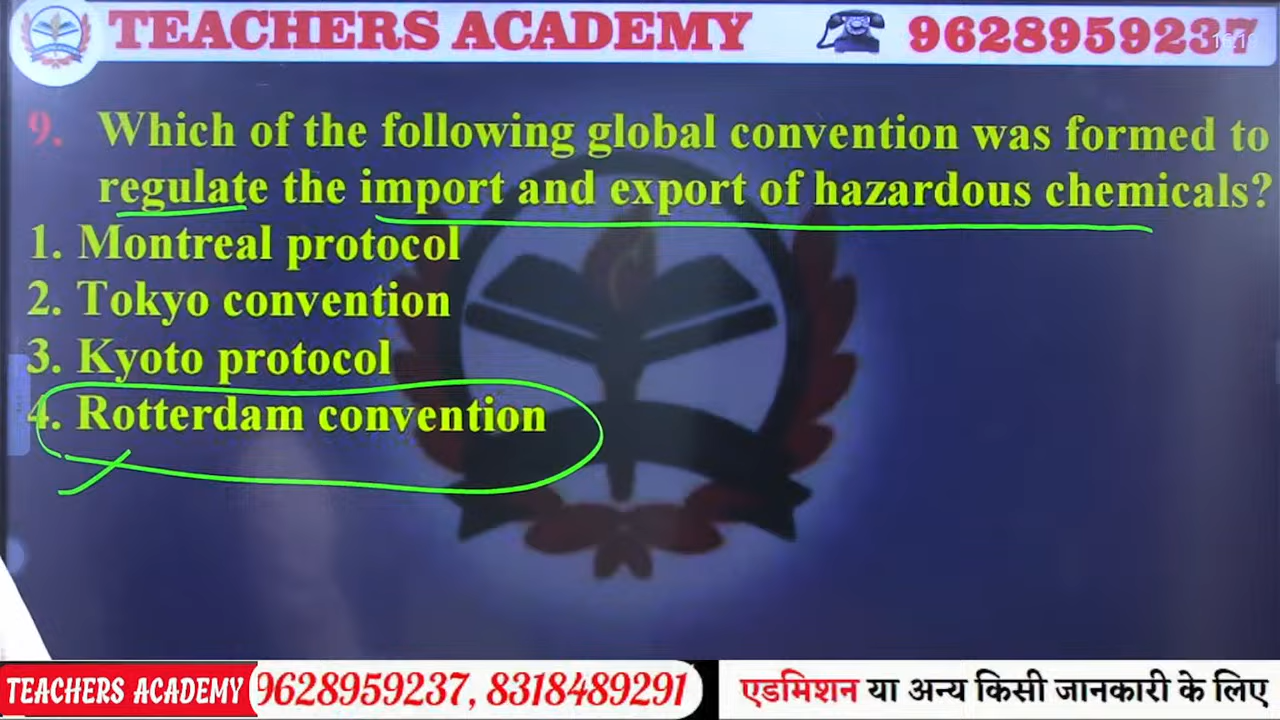 TEACHERS ACADEMY 9628959237
9. Which of the following global convention was formed to
regulate the import and export of hazardous chemicals?
1. Montreal protocol
2. Tokyo convention
3. Kyoto protocol
4. Rotterdam convention
TEACHERS ACADEMY 9628959237, 8318489291 एडमिशन या अन्य किसी जानकारी के लिए